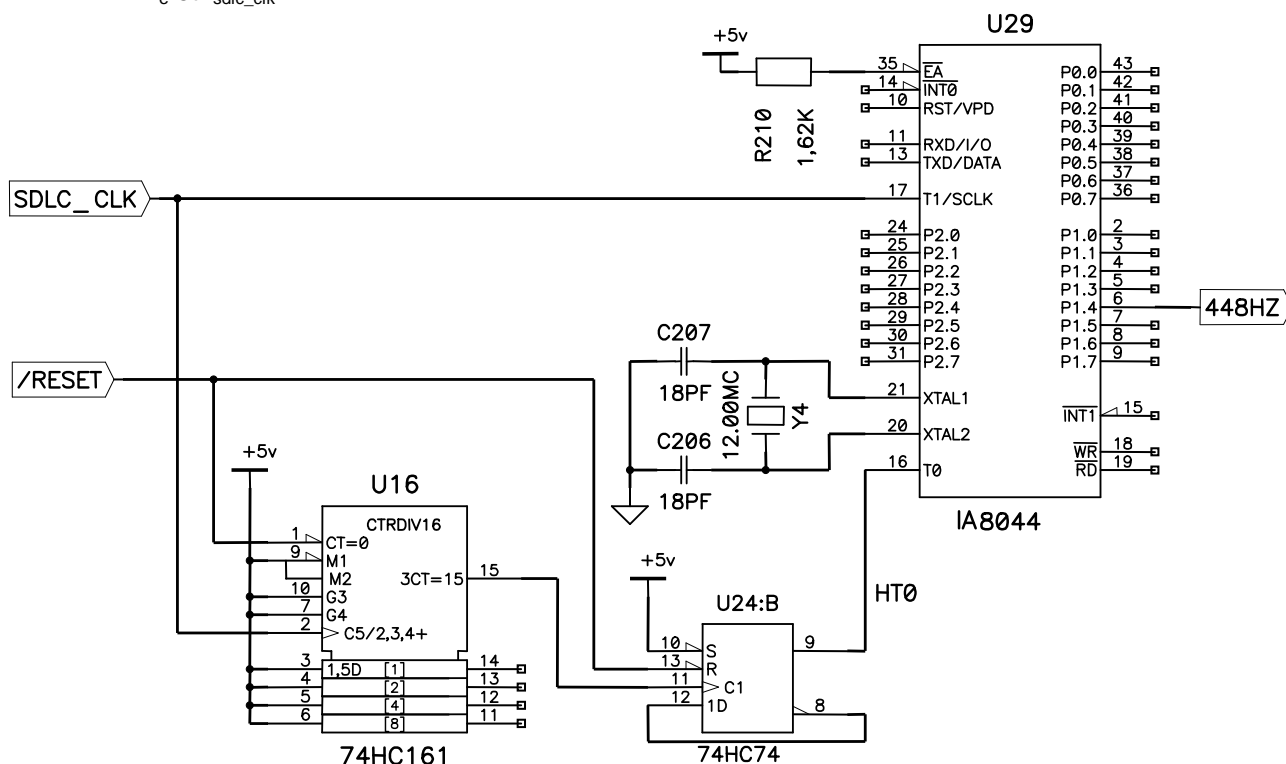 c sdlc_clk
U29
+5v
R210
1,62K
35 EA P0.0 43
14 INT0 P0.1 42
10 RST/VPD P0.2 41
P0.3 40
11 RXD/I/O P0.4 39
13 TXD/DATA P0.5 38
P0.6 37
SDLC_CLK
17 T1/SCLK P0.7 36
24 P2.0 P1.0 2
25 P2.1 P1.1 3
26 P2.2 P1.2 4
27 P2.3 P1.3 5
28 P2.4 P1.4 6
448HZ
29 P2.5 P1.5 7
30 P2.6 P1.6 8
31 P2.7 P1.7 9
C207
18PF
/RESET
12.00MC
Y4
21 XTAL1
INT1 15
20 XTAL2
C206
18PF
WR 18
16 T0 RD 19
IA8044
+5v
U16
CTRDIV16
1 CT=0
9 M1
M2 3CT=15 15
10 G3
7 G4
2 C5/2,3,4+
3 1,5D [1] 14
4 [2] 13
5 [4] 12
6 [8] 11
74HC161
+5v
HT0
U24:B
10 S 9
13 R
11 C1
12 1D 8
74HC74